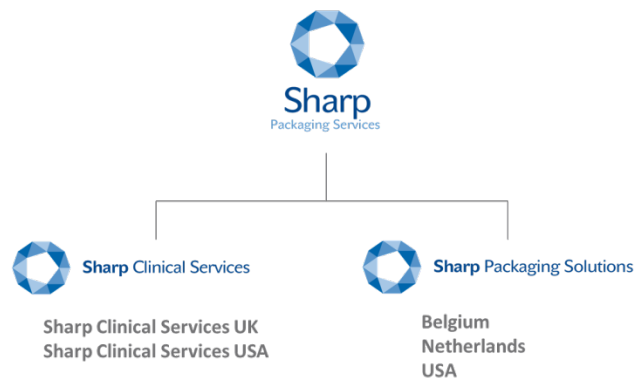 Sharp
Packaging Services
Sharp Clinical Services
Sharp Packaging Solutions
Sharp Clinical Services UK
Sharp Clinical Services USA
Belgium
Netherlands
USA